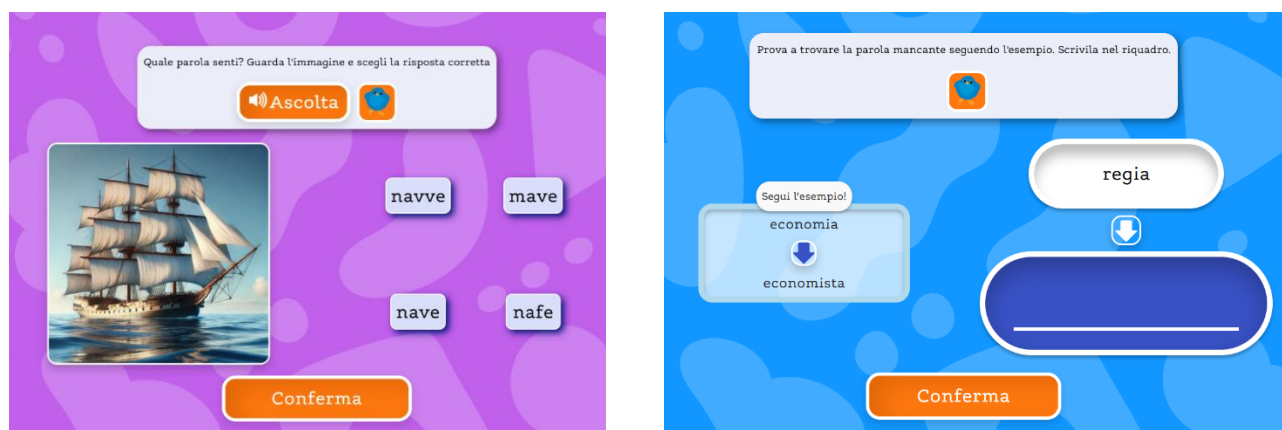 Quale parola senti? Guarda l'immagine e scegli la risposta corretta
Ascolta
navve
mave
nave
nafe
Conferma
Prova a trovare la parola mancante seguendo l'esempio. Scrivila nel riquadro.
Segui l'esempio!
economia
economista
regia
Conferma